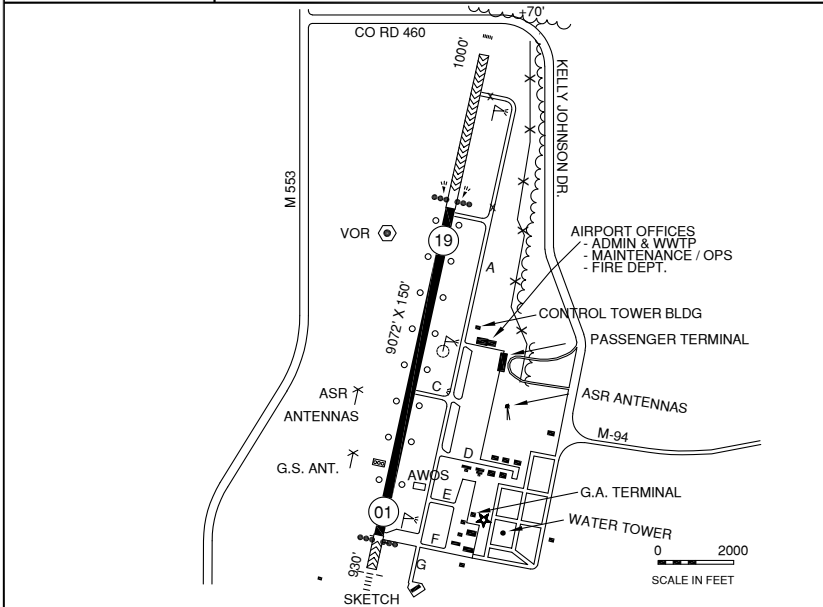 +70'
CO RD 460
1000'
KELLY JOHNSON DR.
M 553
VOR
19
AIRPORT OFFICES
- ADMIN & WWTP
- MAINTENANCE / OPS
- FIRE DEPT.
A
9072' X 150'
CONTROL TOWER BLDG
PASSENGER TERMINAL
C
ASR
ANTENNAS
ASR ANTENNAS
M-94
D
G.S. ANT.
AWOS
E
G.A. TERMINAL
01
WATER TOWER
F
G
930'
0 2000
SCALE IN FEET
SKETCH